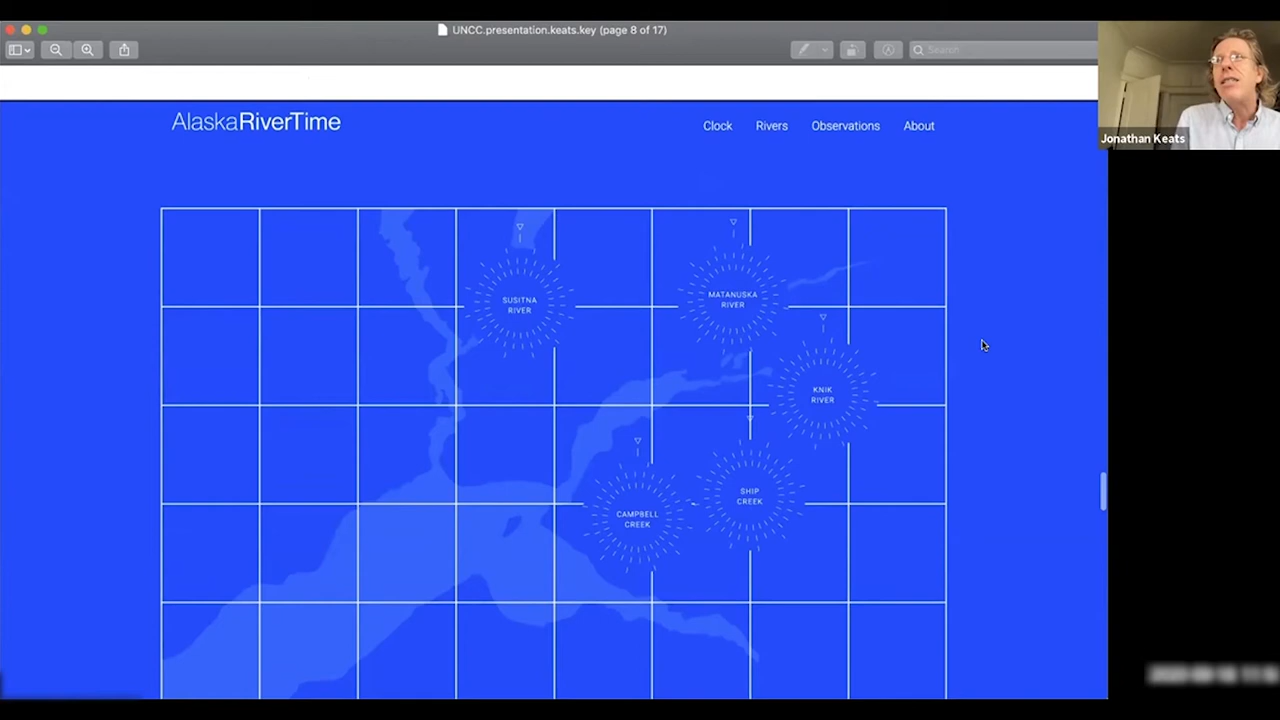 UNCC.presentation.keats.key (page 8 of 17)
Search
Jonathan Keats
AlaskaRiverTime
Clock Rivers Observations About
SUSITNA
RIVER
MATANUSKA
RIVER
KNIK
RIVER
SHIP
CREEK
CAMPBELL
CREEK